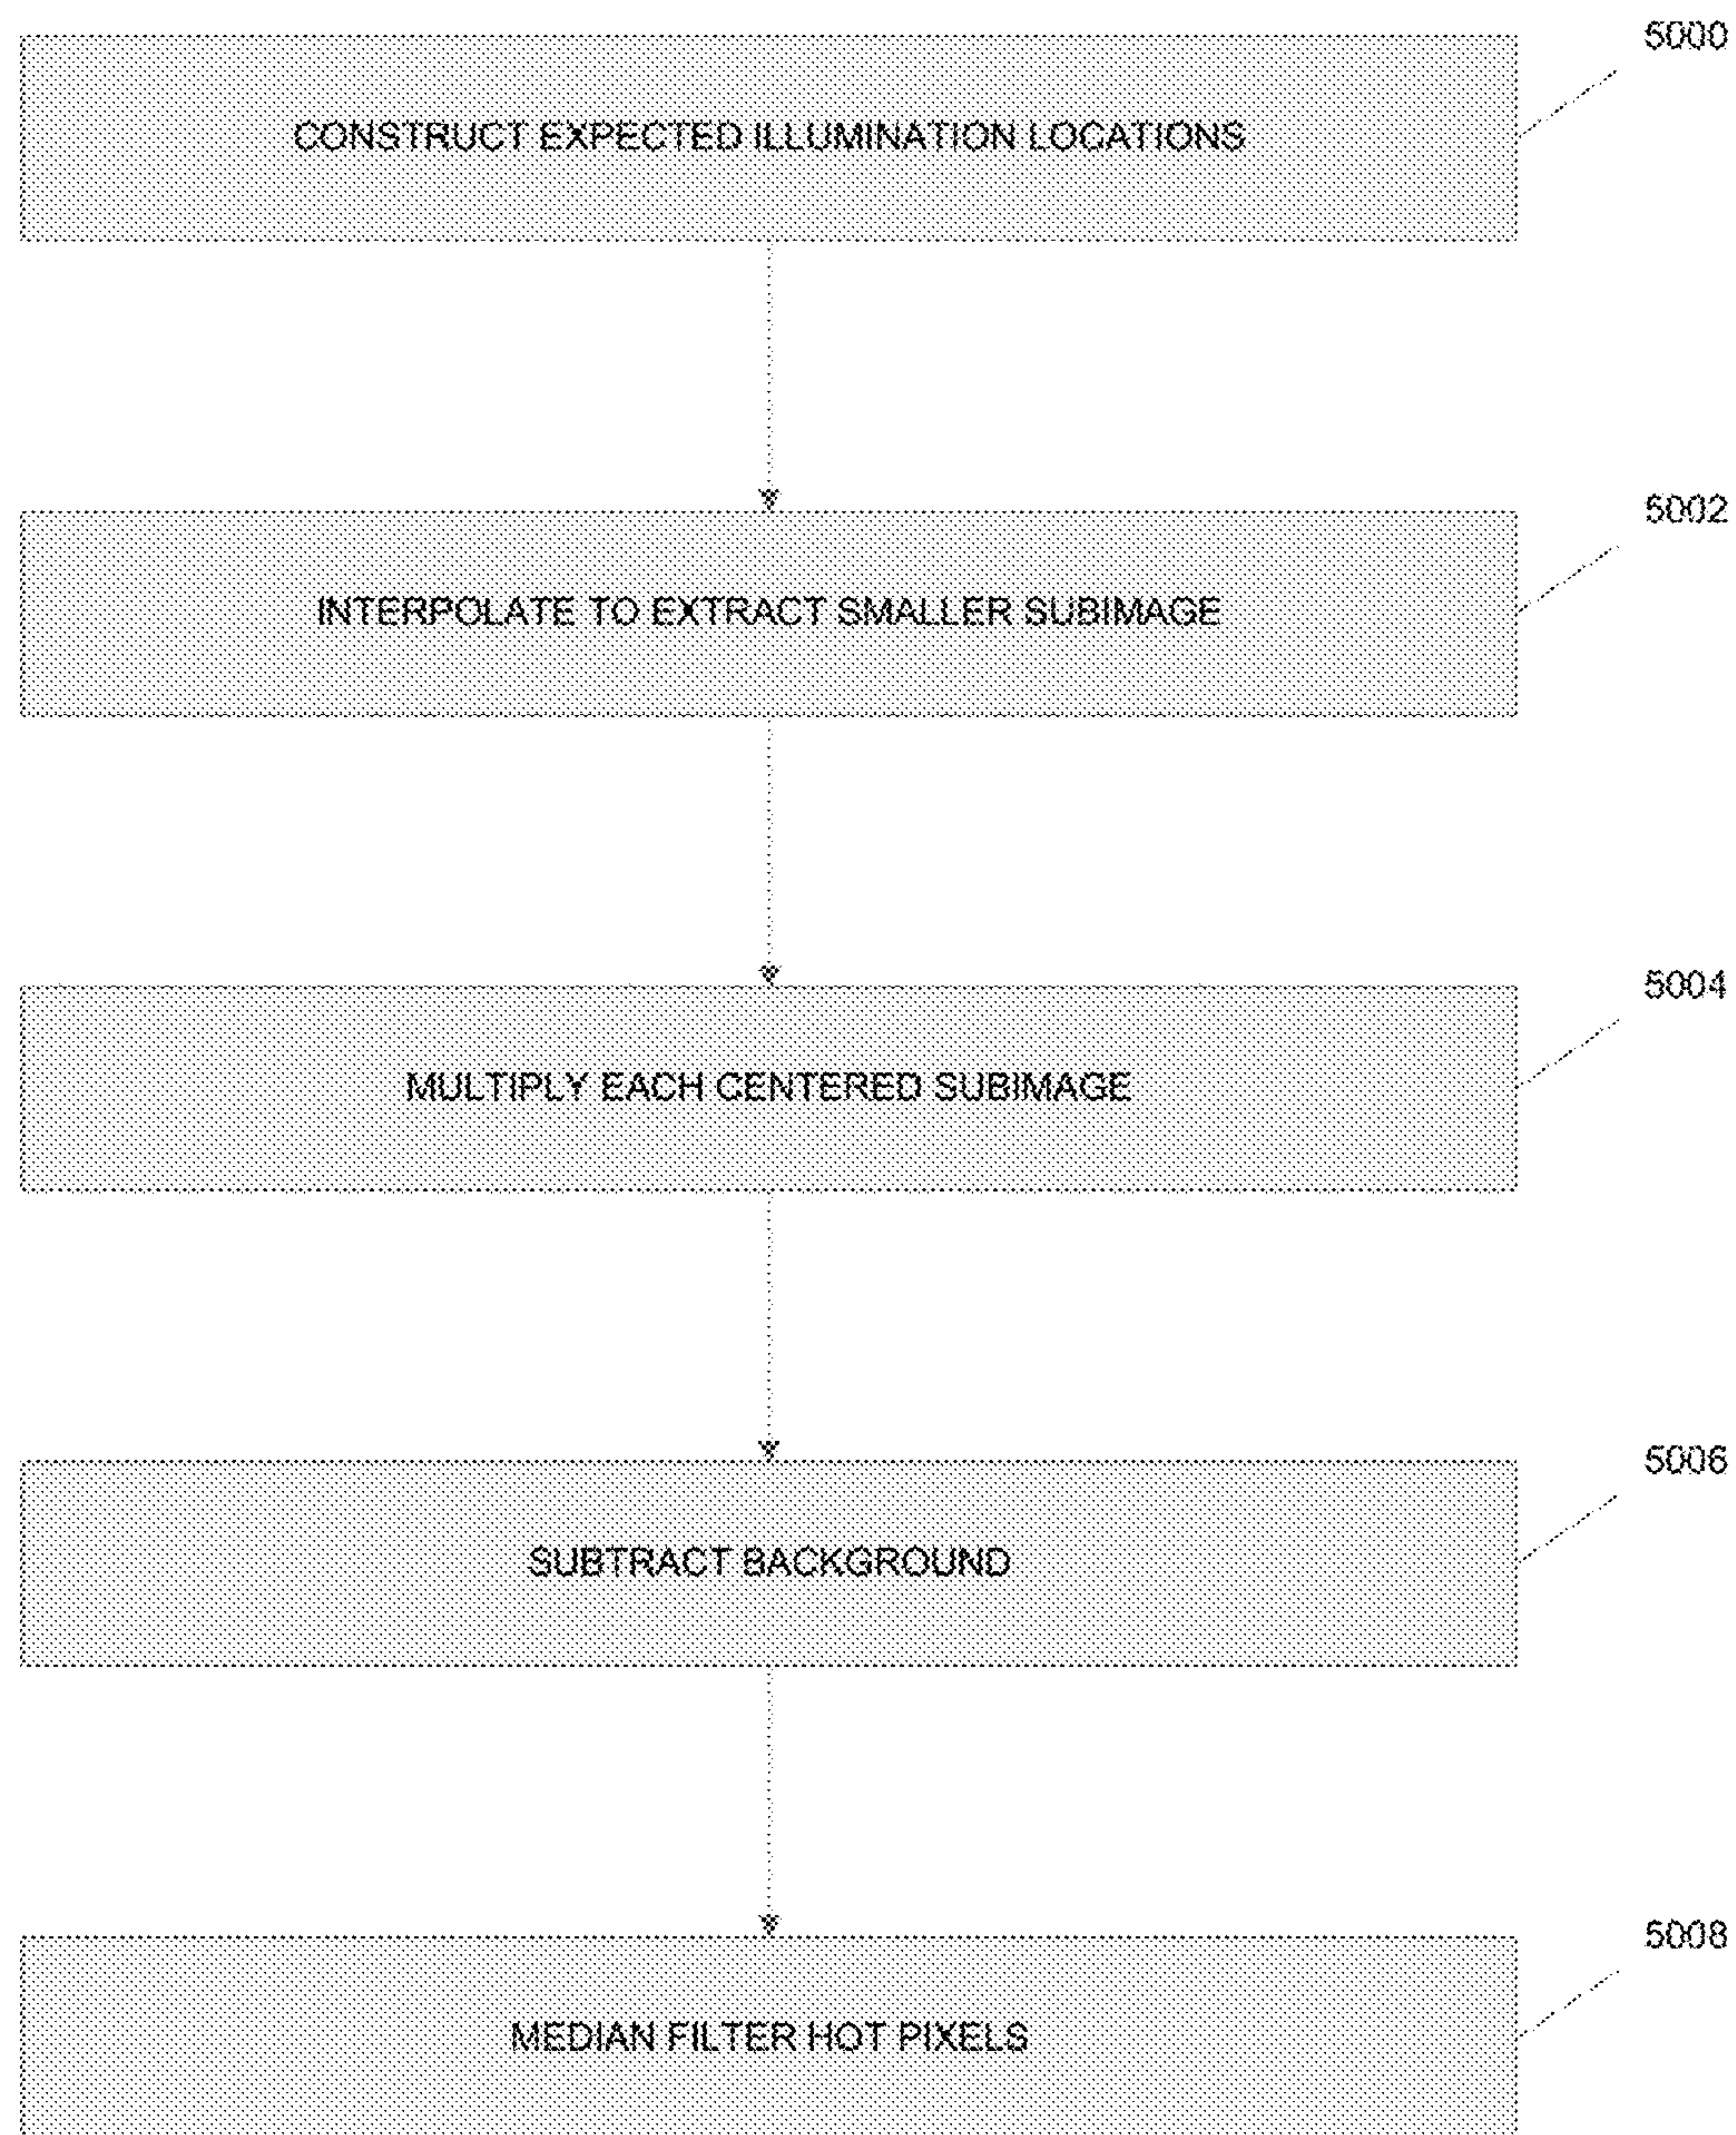 5000
CONSTRUCT EXPECTED ILLUMINATION LOCATIONS
5002
INTERPOLATE TO EXTRACT SMALLER SUBIMAGE
5004
MULTIPLY EACH CENTERED SUBIMAGE
5006
SUBTRACT BACKGROUND
5008
MEDIAN FILTER HOT PIXELS